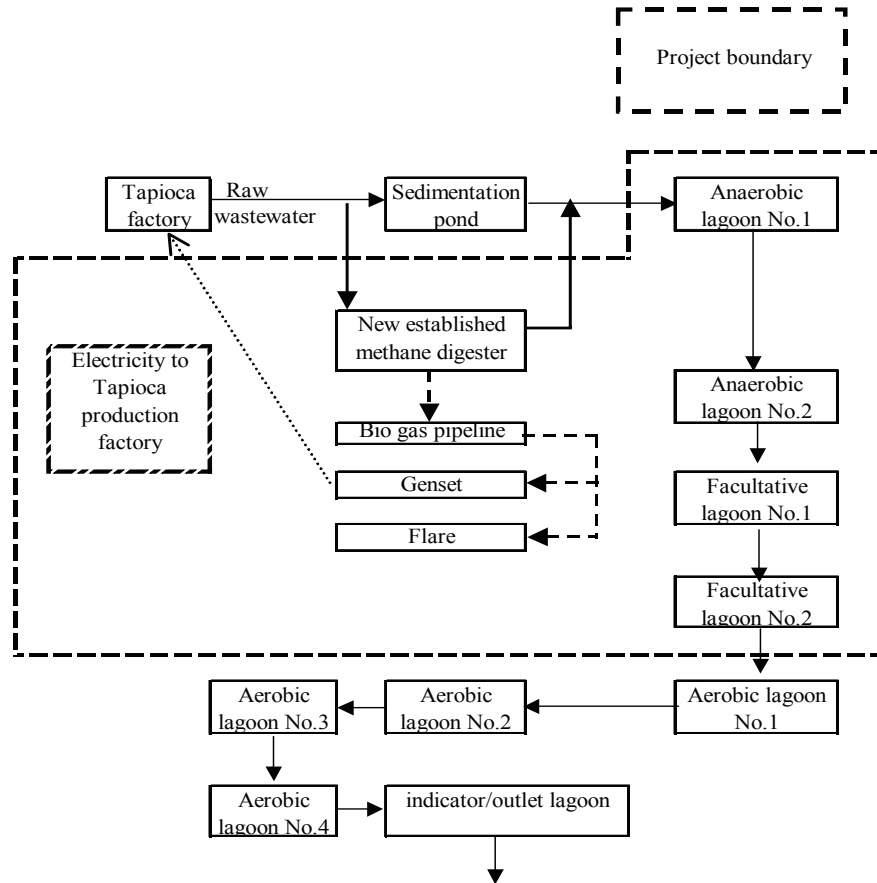 Project boundary
Tapioca
factory
Raw
wastewater
Sedimentation
pond
Anaerobic
lagoon No.1
New established
methane digester
Electricity to
Tapioca
production
factory
Anaerobic
lagoon No.2
Bio gas pipeline
Genset
Facultative
lagoon No.1
Flare
Facultative
lagoon No.2
Aerobic
lagoon No.3
Aerobic
lagoon No.2
Aerobic lagoon
No.1
Aerobic
lagoon No.4
indicator/outlet lagoon